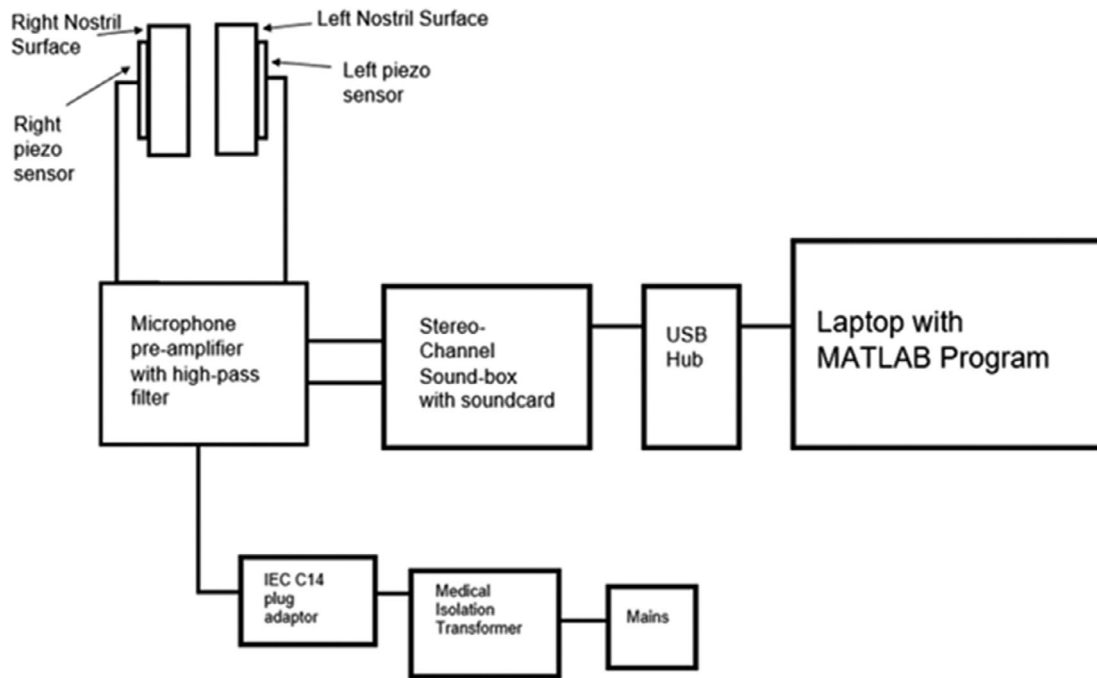 Right Nostril
Surface
Left Nostril Surface
Left piezo
sensor
Right
piezo
sensor
Microphone
pre-amplifier
with high-pass
filter
Stereo-
Channel
Sound-box
with soundcard
USB
Hub
Laptop with
MATLAB Program
IEC C14
plug
adaptor
Medical
Isolation
Transformer
Mains